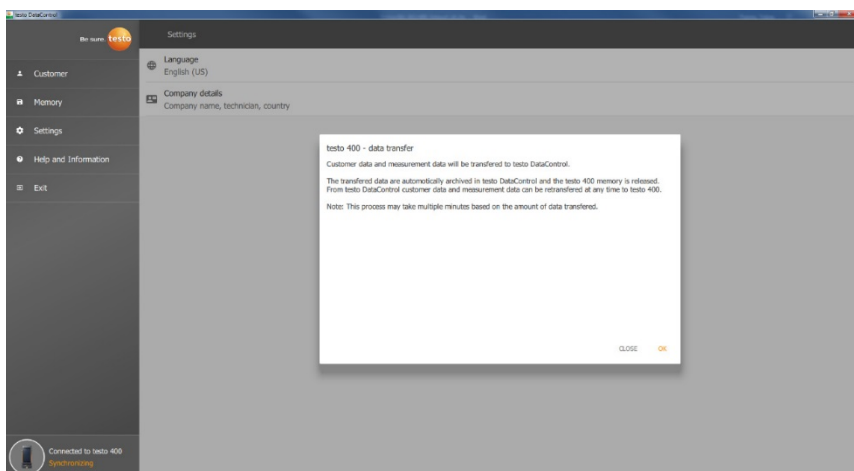 testo DataControl
Be sure. testo
Settings
Customer
Memory
Settings
Help and Information
Exit
Language
English (US)
Company details
Company name, technician, country
testo 400 - data transfer
Customer data and measurement data will be transfered to testo DataControl.
The transfered data are automatically archived in testo DataControl and the testo 400 memory is released.
From testo DataControl customer data and measurement data can be retransfered at any time to testo 400.
Note: This process may take multiple minutes based on the amount of data transfered.
CLOSE OK
Connected to testo 400
Synchronizing